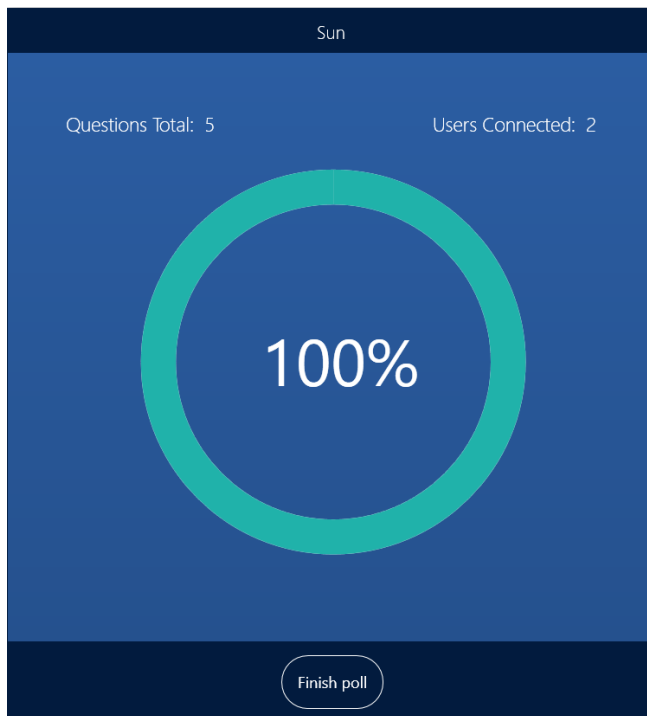 Sun
Questions Total: 5
Users Connected: 2
100%
Finish poll